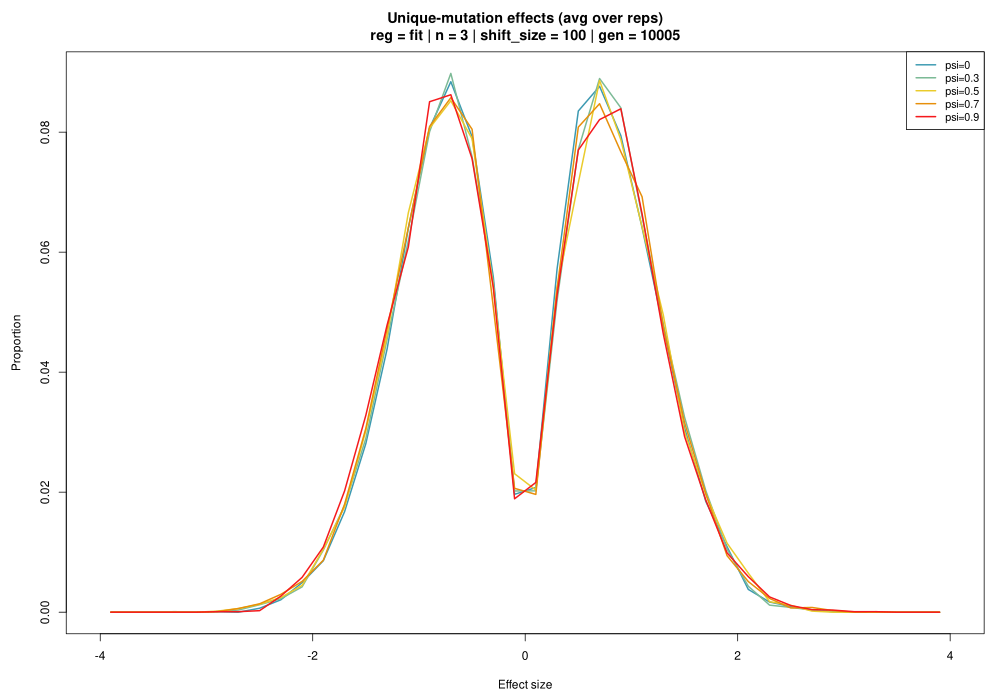 Unique-mutation effects (avg over reps)
reg = fit | n = 3 | shift_size = 100 | gen = 10005
psi=0
psi=0.3
psi=0.5
psi=0.7
psi=0.9
Proportion
0.08
0.06
0.04
0.02
0.00
-4
-2
0
2
4
Effect size